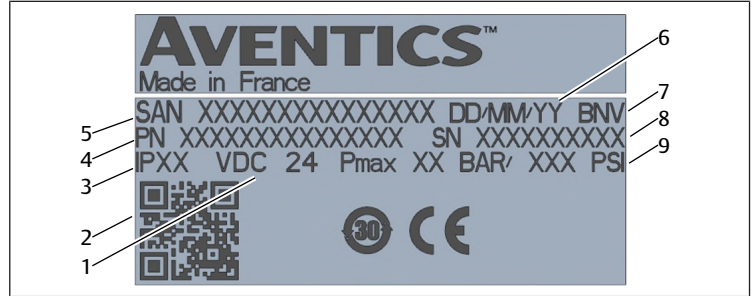 AVENTICS™
Made in France
SAN XXXXXXXXXXXXXXX DD/MM/YY BNV
PN XXXXXXXXXXXXXX SN XXXXXXXXXX
IPXX VDC 24 Pmax XX BAR/ XXX PSI
30 CE
1
2
3
4
5
6
7
8
9